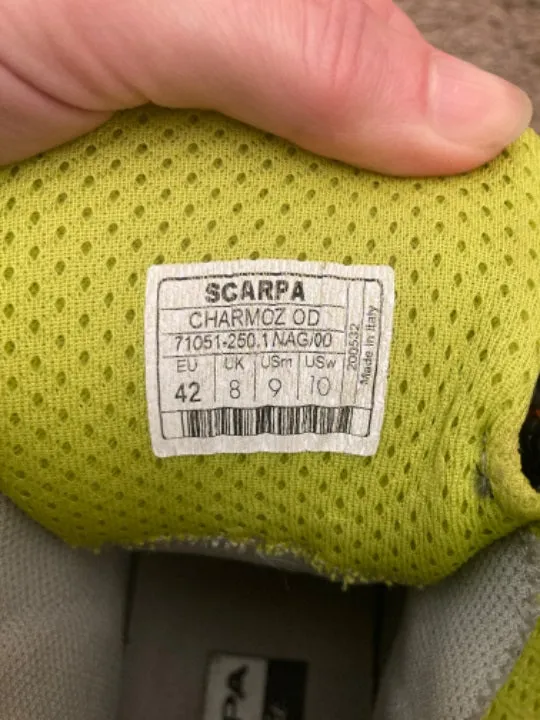 SCARPA
CHARMOZ OD
71051-250.1 NAG/00
EU UK USm USw
42 8 9 10
200532
Made in Italy
PA